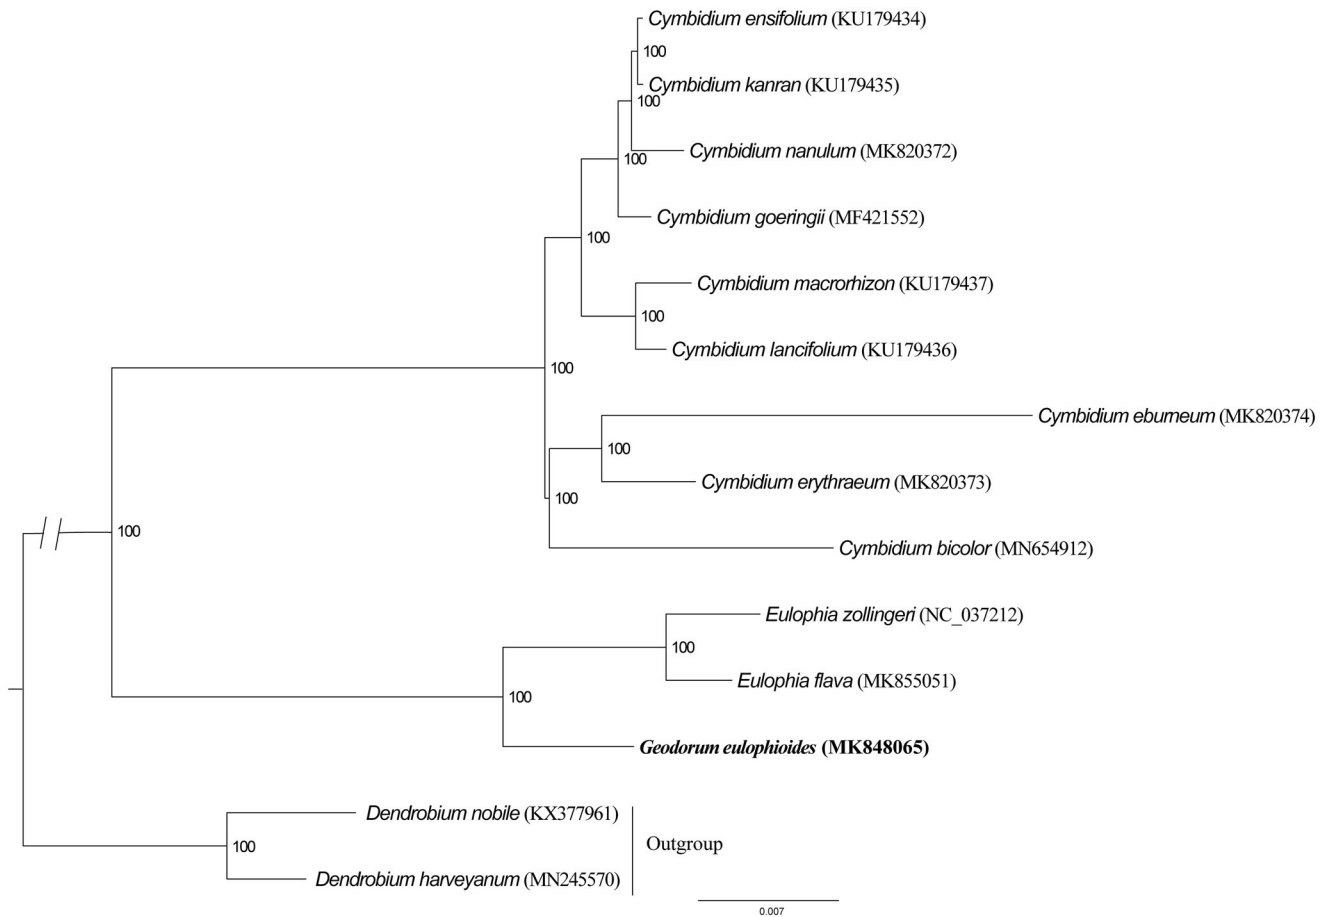 Cymbidium ensifolium (KU179434)
100
Cymbidium kanran (KU179435)
100
Cymbidium nanulum (MK820372)
100
Cymbidium goeringii (MF421552)
100
Cymbidium macrorhizon (KU179437)
100
Cymbidium lancifolium (KU179436)
100
Cymbidium eburneum (MK820374)
100
Cymbidium erythraeum (MK820373)
100
Cymbidium bicolor (MN654912)
100
Eulophia zollingeri (NC_037212)
100
Eulophia flava (MK855051)
100
Geodorum eulophioides (MK848065)
Dendrobium nobile (KX377961)
100
Outgroup
Dendrobium harveyanum (MN245570)
0.007